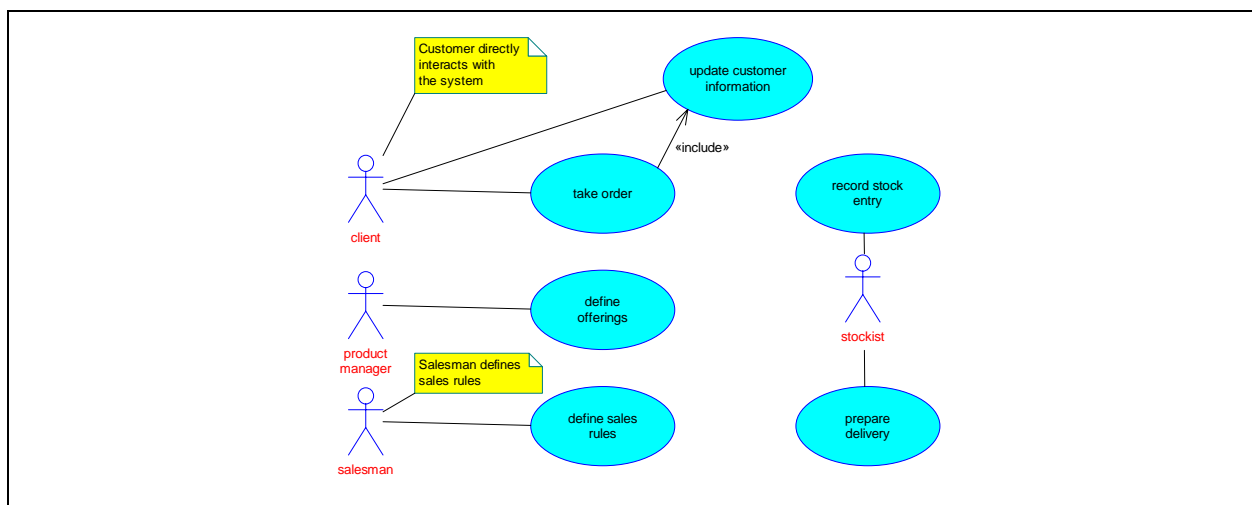 Customer directly
interacts with
the system
update customer
information
«include»
take order
record stock
entry
client
define
offerings
stockist
product
manager
Salesman defines
sales rules
define sales
rules
prepare
delivery
salesman